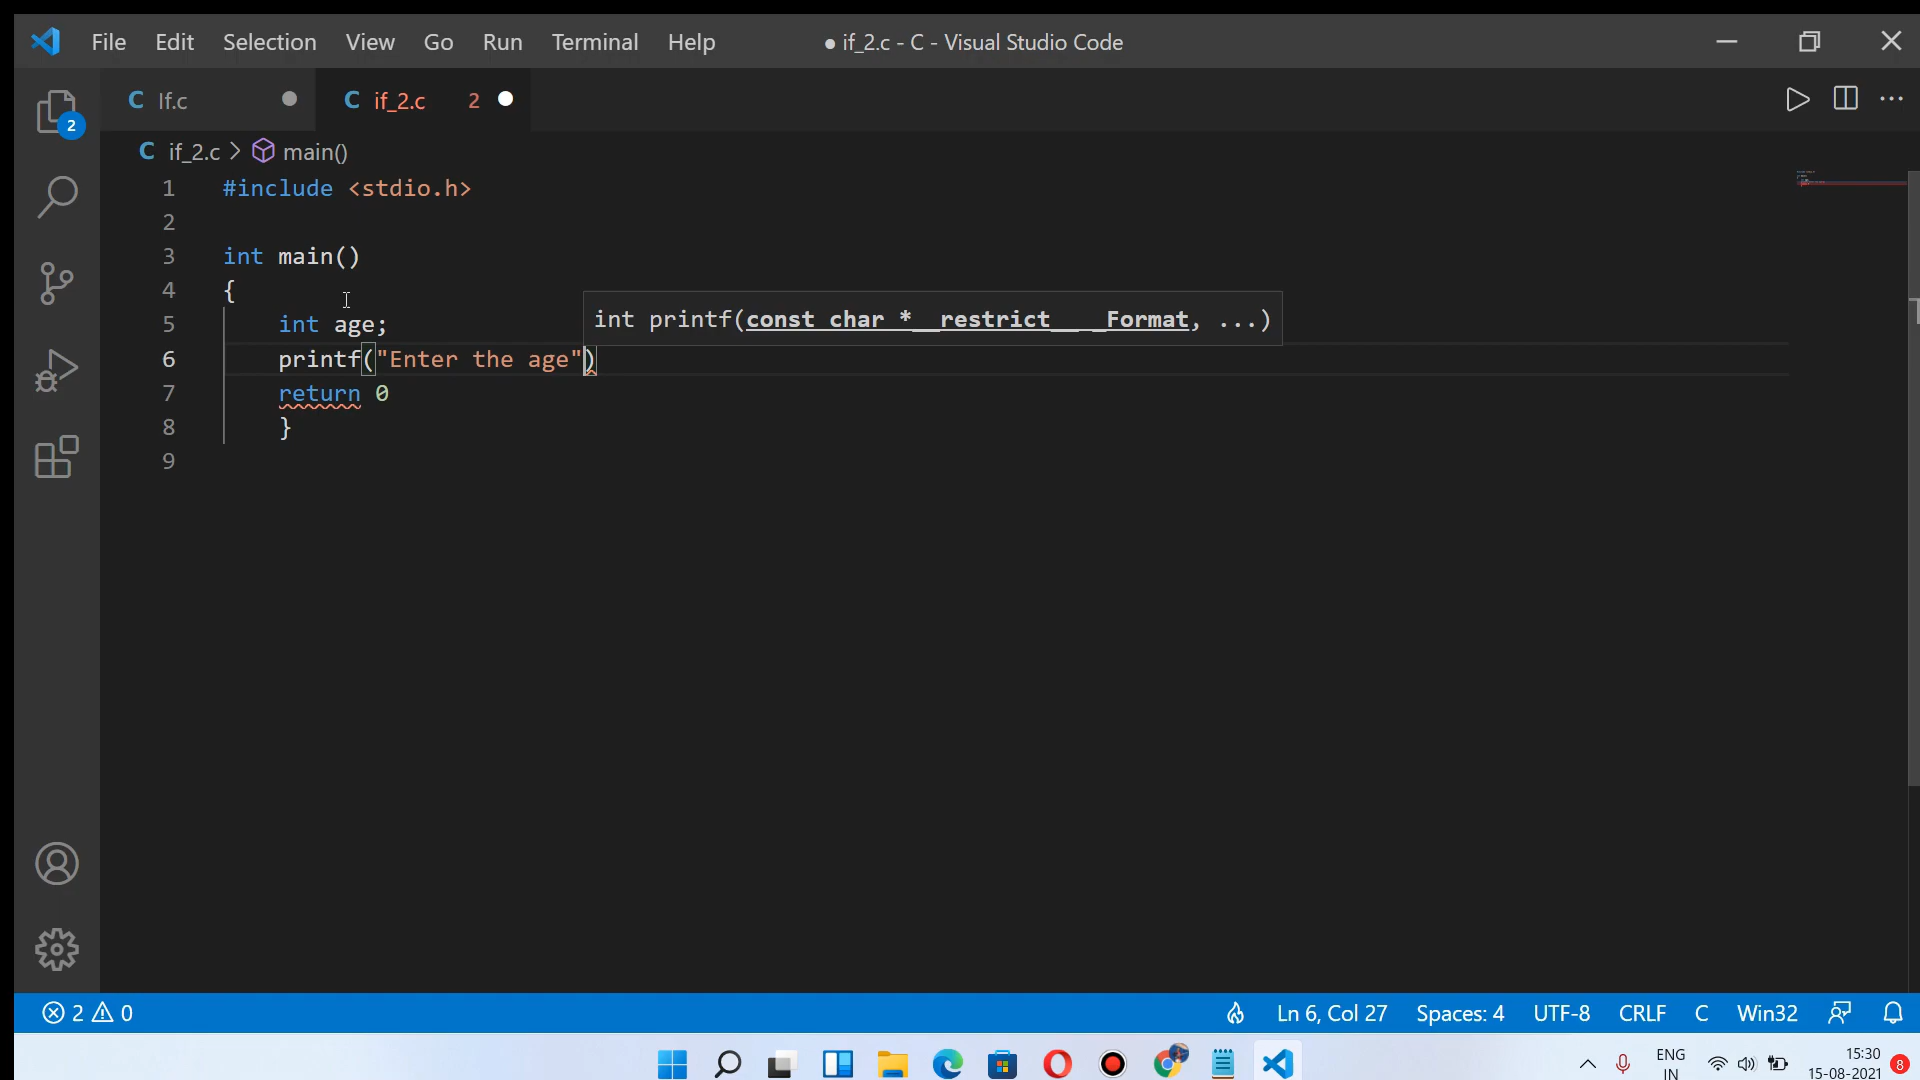 File Edit Selection View Go Run Terminal Help ● if_2.c - C - Visual Studio Code
C If.c ● C if_2.c 2 ●
C if_2.c > main()
1 #include <stdio.h>
2
3 int main()
4 {
5 int age;
int printf(const char *__restrict__ _Format, ...)
6 printf("Enter the age")
7 return 0
8 }
9
2
2 0 Ln 6, Col 27 Spaces: 4 UTF-8 CRLF C Win32
ENG
IN
15:30
15-08-2021
8